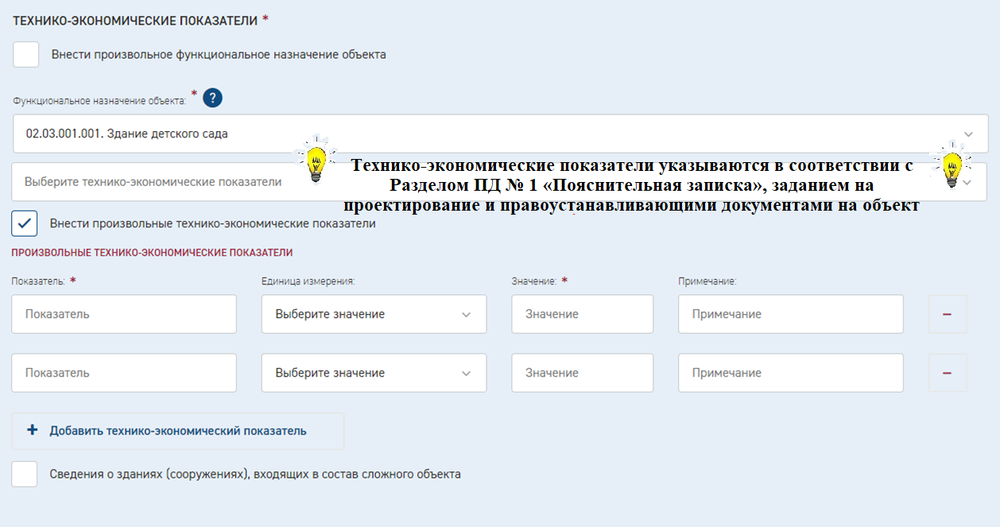 ТЕХНИКО-ЭКОНОМИЧЕСКИЕ ПОКАЗАТЕЛИ *
Внести произвольное функциональное назначение объекта
Функциональное назначение объекта: * ?
02.03.001.001. Здание детского сада
Выберите технико-экономические показатели
Технико-экономические показатели указываются в соответствии с
Разделом ПД № 1 «Пояснительная записка», заданием на
проектирование и правоустанавливающими документами на объект
Внести произвольные технико-экономические показатели
ПРОИЗВОЛЬНЫЕ ТЕХНИКО-ЭКОНОМИЧЕСКИЕ ПОКАЗАТЕЛИ
Показатель: * Единица измерения: Значение: * Примечание:
Показатель Выберите значение Значение Примечание –
Показатель Выберите значение Значение Примечание –
+ Добавить технико-экономический показатель
Сведения о зданиях (сооружениях), входящих в состав сложного объекта